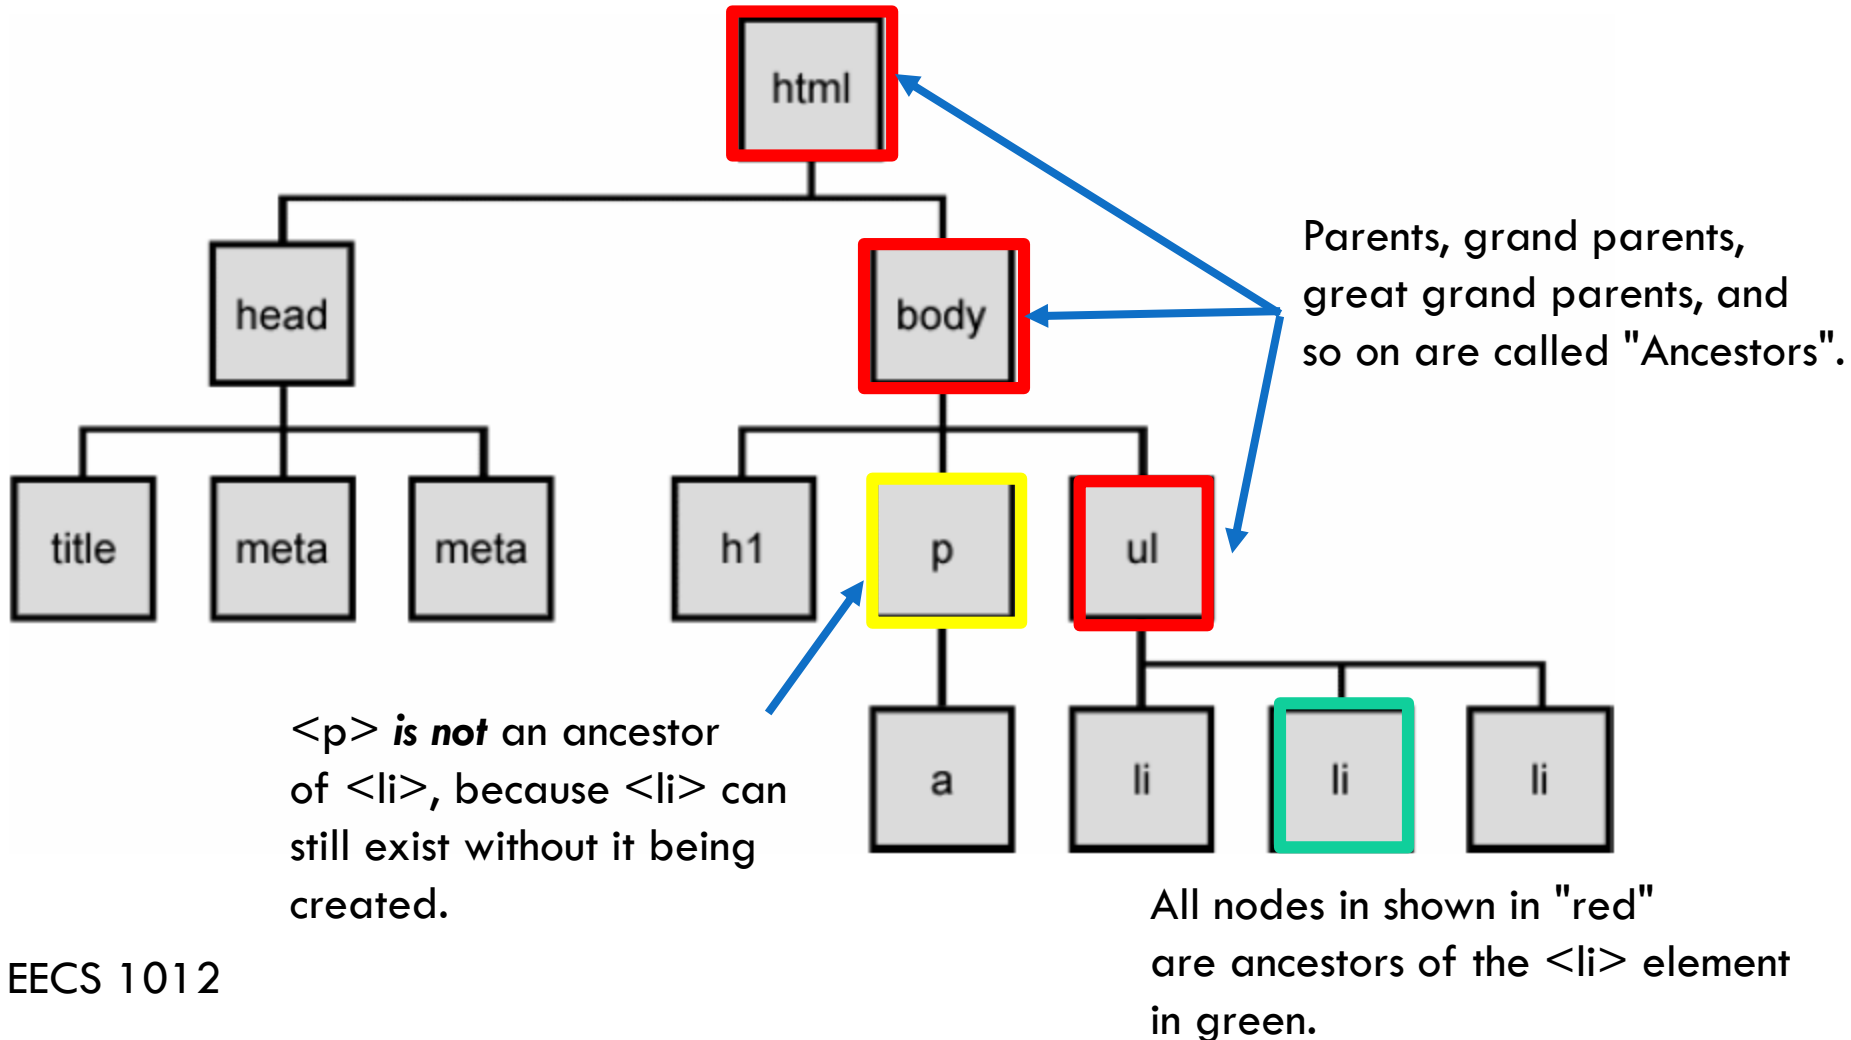 html
Parents, grand parents,
great grand parents, and
so on are called "Ancestors".
head
body
title
meta
meta
h1
p
ul
<p> is not an ancestor
of <li>, because <li> can
still exist without it being
created.
a
li
li
li
All nodes in shown in "red"
are ancestors of the <li> element
in green.
EECS 1012